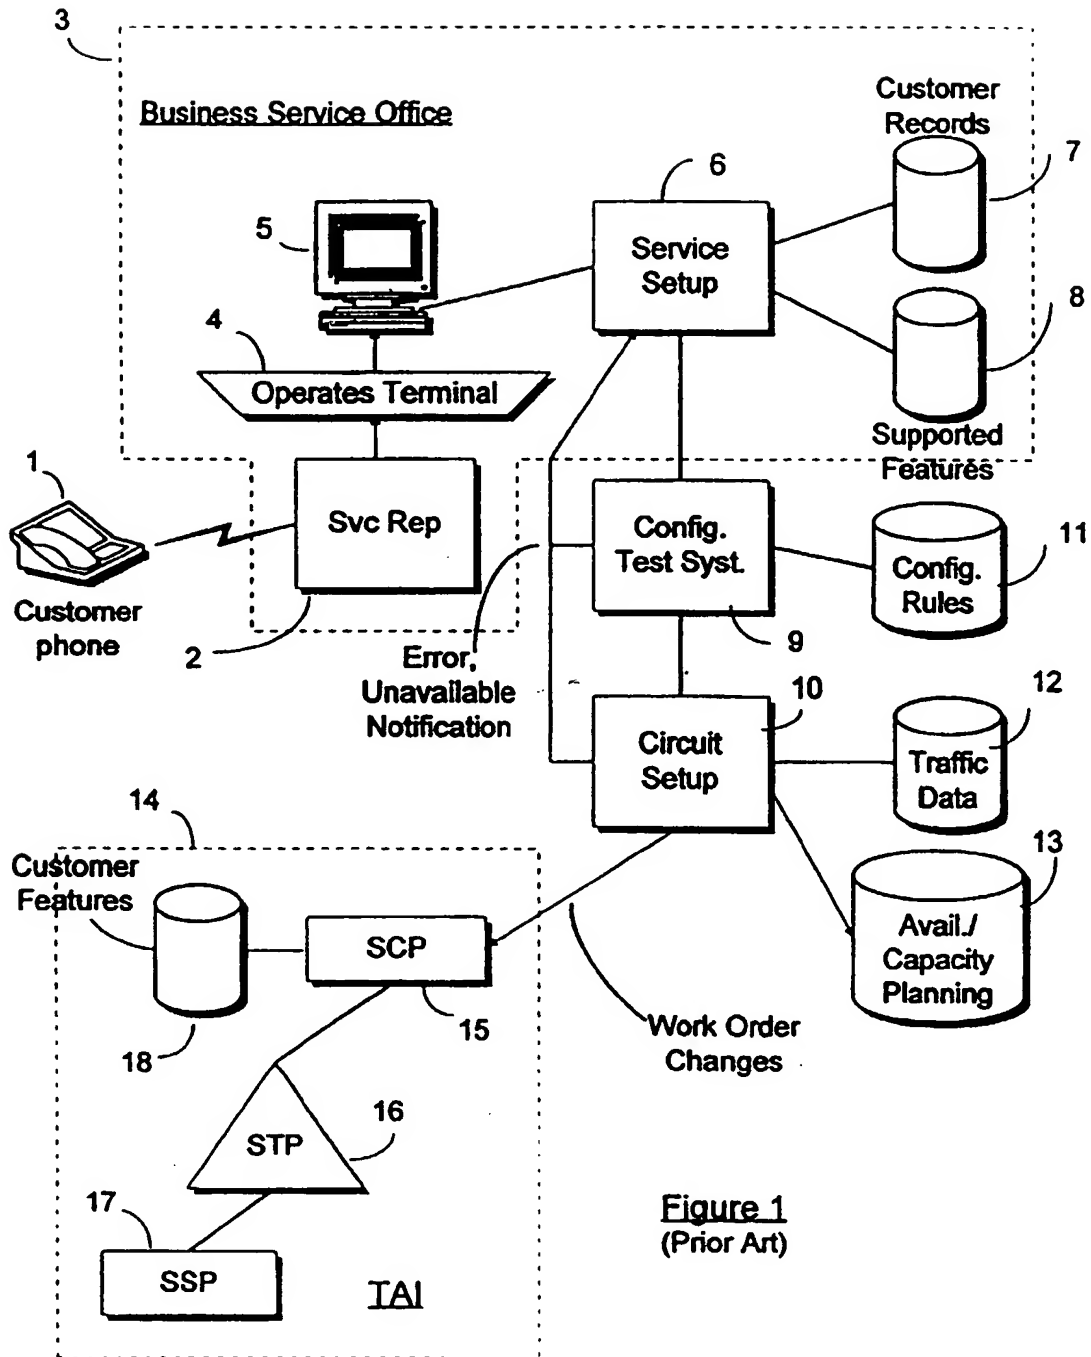 3
Business Service Office
Customer
Records
7
6
Service
Setup
5
8
4
Operates Terminal
Supported
Features
1
Svc Rep
Config.
Test Syst.
11
Config.
Rules
Customer
phone
2
9
Error,
Unavailable
Notification
10
12
Circuit
Setup
Traffic
Data
14
13
Customer
Features
Avail./
Capacity
Planning
SCP
15
Work Order
Changes
18
16
STP
17
Figure 1
(Prior Art)
SSP
TAI